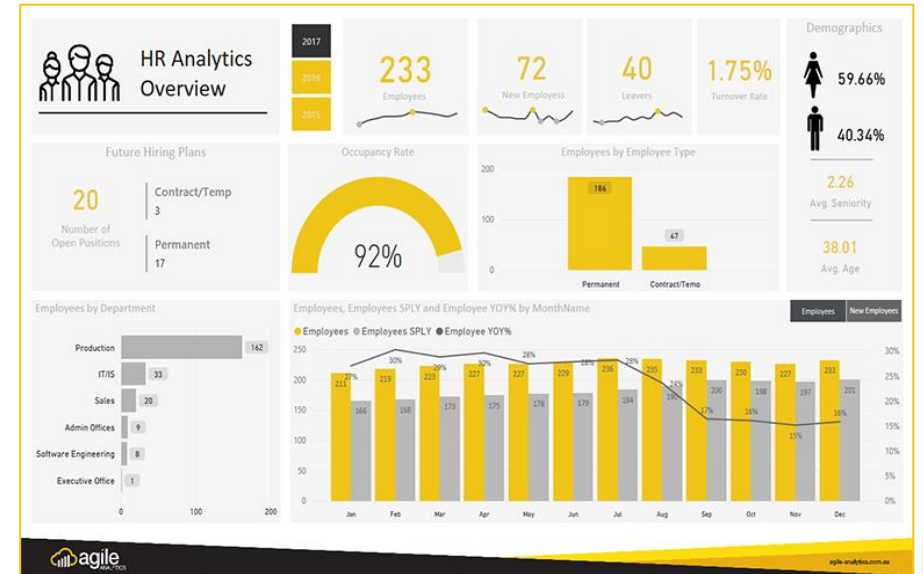 HR Analytics
Overview
2017
2016
2015
233
Employees
72
New Employess
40
Leavers
1.75%
Turnover Rate
Demographics
59.66%
40.34%
2.26
Avg. Seniority
38.01
Avg. Age
Future Hiring Plans
20
Number of
Open Positions
Contract/Temp
3
Permanent
17
Occupancy Rate
92%
Employees by Employee Type
200
100
0
186
47
Permanent
Contract/Temp
Employees by Department
Production
162
IT/IS
33
Sales
20
Admin Offices
9
Software Engineering
8
Executive Office
1
0
100
200
Employees, Employees SPLY and Employee YOY% by MonthName
Employees
New Employees
Employees
Employees SPLY
Employee YOY%
250
200
150
100
50
0
30%
25%
20%
15%
10%
5%
0%
211
219
223
227
227
229
236
235
233
230
227
233
166
168
173
175
178
179
184
190
200
198
197
201
27%
30%
29%
30%
28%
28%
28%
24%
17%
16%
15%
16%
Jan
Feb
Mar
Apr
May
Jun
Jul
Aug
Sep
Oct
Nov
Dec
agile
ANALYTICS
agile-analytics.com.au